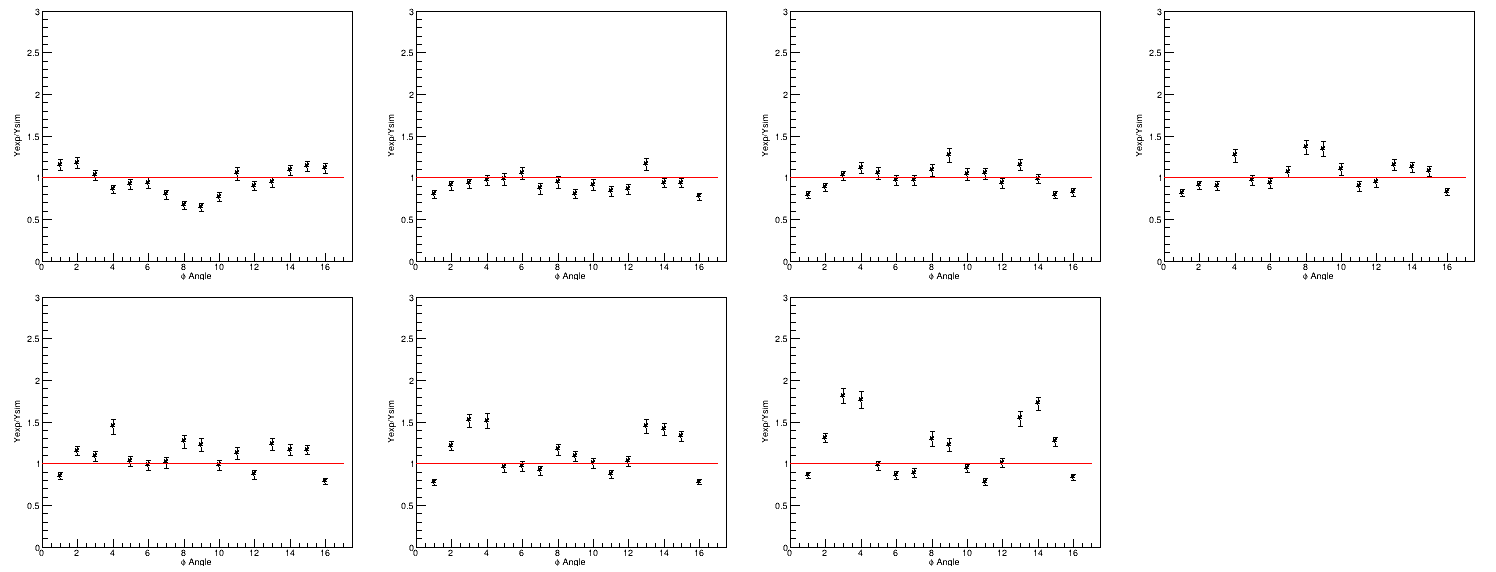 3 3 3 3
2.5 2.5 2.5 2.5
2 2 2 2
Yexp/Ysim Yexp/Ysim Yexp/Ysim Yexp/Ysim
1.5 1.5 1.5 1.5
1 1 1 1
0.5 0.5 0.5 0.5
0 0 0 0
0 2 4 6 8 10 12 14 16 0 2 4 6 8 10 12 14 16 0 2 4 6 8 10 12 14 16 0 2 4 6 8 10 12 14 16
ϕ Angle ϕ Angle ϕ Angle ϕ Angle
3 3 3
2.5 2.5 2.5
2 2 2
Yexp/Ysim Yexp/Ysim Yexp/Ysim
1.5 1.5 1.5
1 1 1
0.5 0.5 0.5
0 0 0
0 2 4 6 8 10 12 14 16 0 2 4 6 8 10 12 14 16 0 2 4 6 8 10 12 14 16
ϕ Angle ϕ Angle ϕ Angle